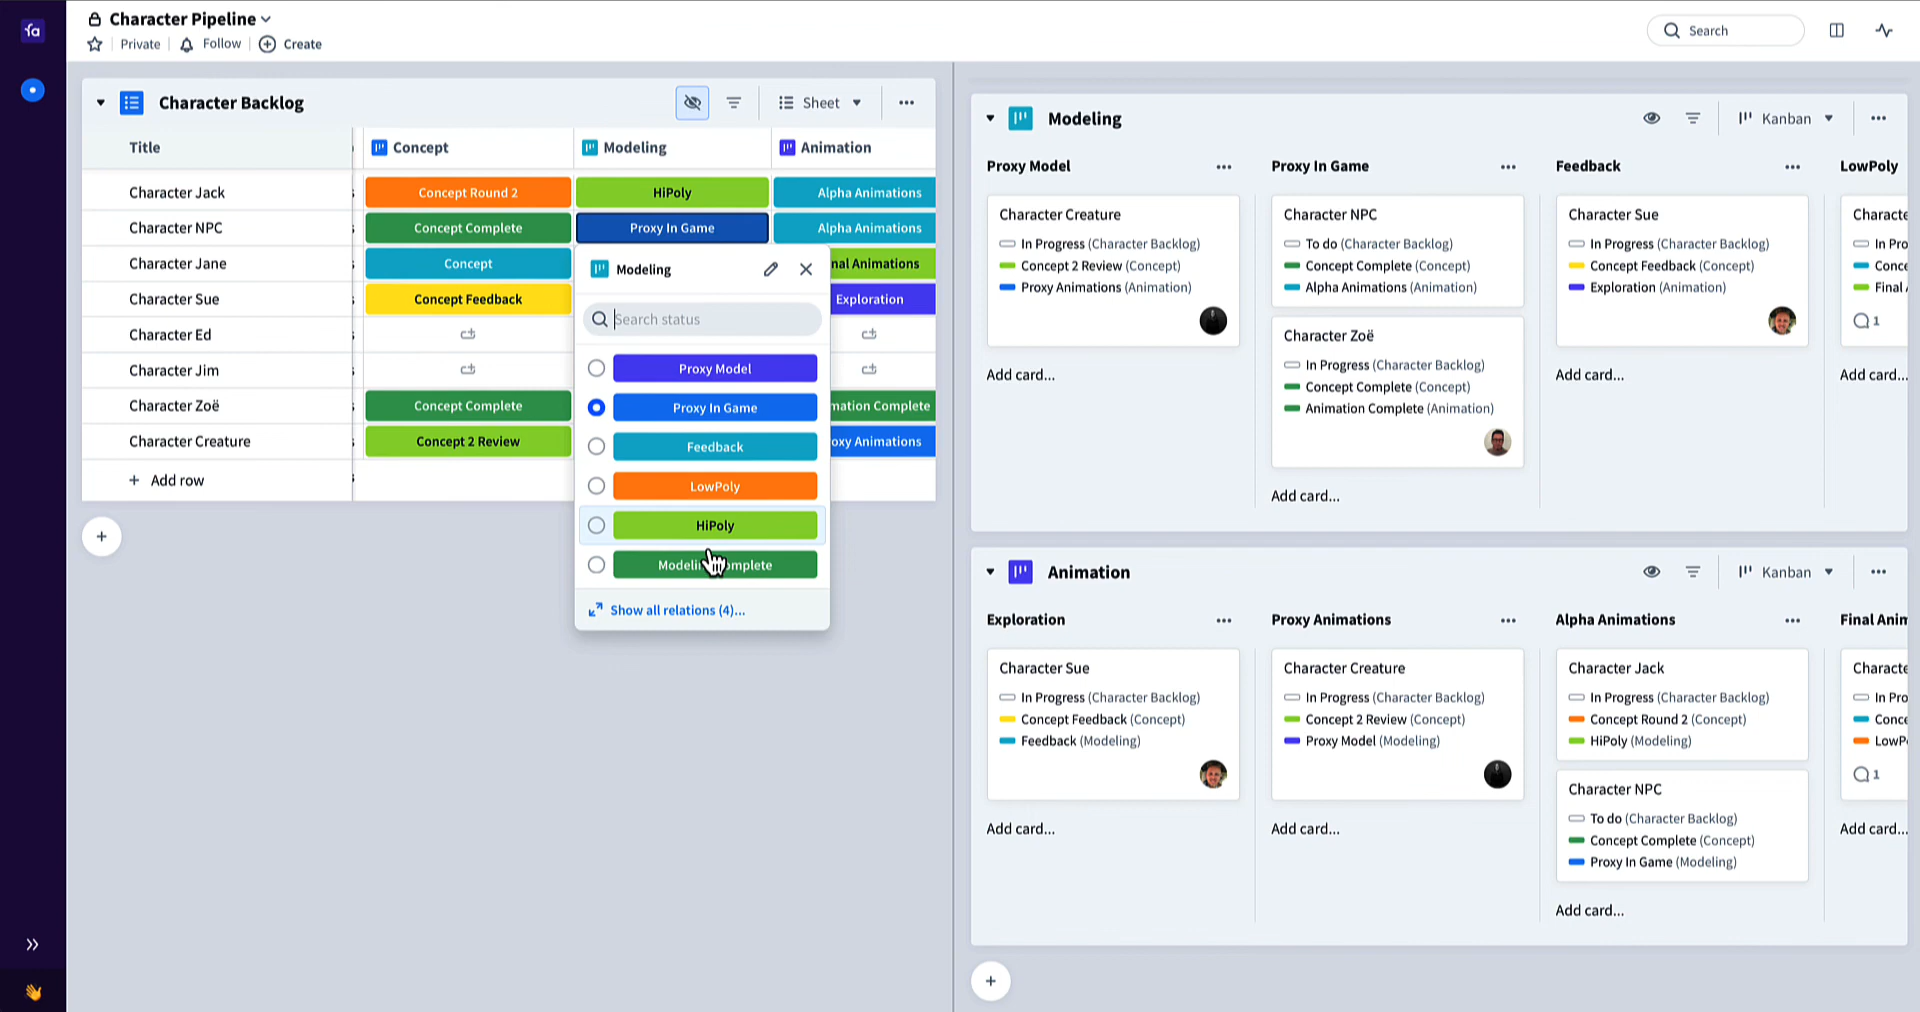 fa
Character Pipeline
Private
Follow
Create
Search
Character Backlog
Sheet
Title
Concept
Modeling
Animation
Character Jack
Concept Round 2
HiPoly
Alpha Animations
Character NPC
Concept Complete
Proxy In Game
Alpha Animations
Character Jane
Concept
nal Animations
Character Sue
Concept Feedback
Exploration
Character Ed
Character Jim
Character Zoë
Concept Complete
mation Complete
Character Creature
Concept 2 Review
oxy Animations
+ Add row
Modeling
Search status
Proxy Model
Proxy In Game
Feedback
LowPoly
HiPoly
Modelin mplete
Show all relations (4)...
Modeling
Kanban
Proxy Model
Character Creature
In Progress (Character Backlog)
Concept 2 Review (Concept)
Proxy Animations (Animation)
Add card...
Proxy In Game
Character NPC
To do (Character Backlog)
Concept Complete (Concept)
Alpha Animations (Animation)
Character Zoë
In Progress (Character Backlog)
Concept Complete (Concept)
Animation Complete (Animation)
Add card...
Feedback
Character Sue
In Progress (Character Backlog)
Concept Feedback (Concept)
Exploration (Animation)
Add card...
LowPoly
Characte
In Pro
Conce
Final
1
Add card...
Animation
Kanban
Exploration
Character Sue
In Progress (Character Backlog)
Concept Feedback (Concept)
Feedback (Modeling)
Add card...
Proxy Animations
Character Creature
In Progress (Character Backlog)
Concept 2 Review (Concept)
Proxy Model (Modeling)
Add card...
Alpha Animations
Character Jack
In Progress (Character Backlog)
Concept Round 2 (Concept)
HiPoly (Modeling)
Character NPC
To do (Character Backlog)
Concept Complete (Concept)
Proxy In Game (Modeling)
Add card...
Final Anim
Characte
In Pro
Conce
LowP
1
Add card...